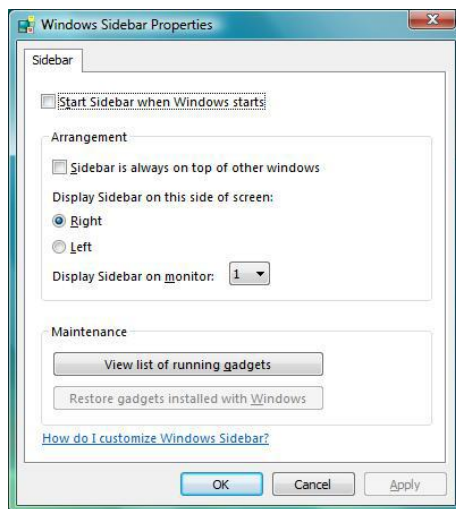 Windows Sidebar Properties
Sidebar
Start Sidebar when Windows starts
Arrangement
Sidebar is always on top of other windows
Display Sidebar on this side of screen:
Right
Left
Display Sidebar on monitor: 1
Maintenance
View list of running gadgets
Restore gadgets installed with Windows
How do I customize Windows Sidebar?
OK Cancel Apply